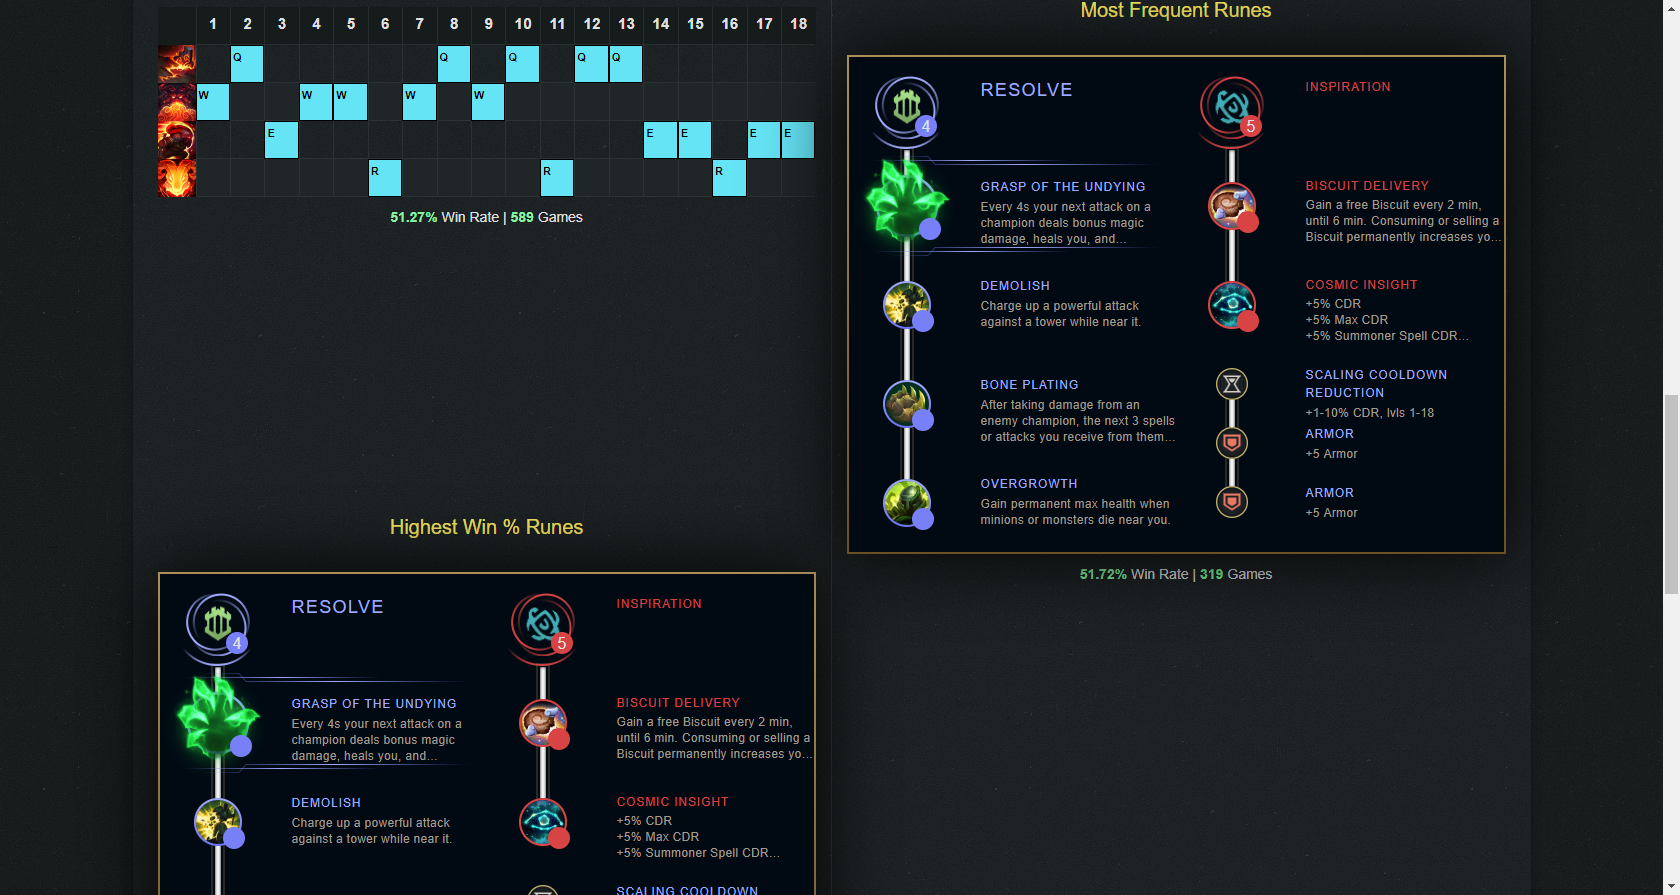 1 2 3 4 5 6 7 8 9 10 11 12 13 14 15 16 17 18
Q Q Q Q Q
W W W W W
E E E E E
R R R
51.27% Win Rate | 589 Games
Most Frequent Runes
4
RESOLVE
GRASP OF THE UNDYING
Every 4s your next attack on a
champion deals bonus magic
damage, heals you, and...
DEMOLISH
Charge up a powerful attack
against a tower while near it.
BONE PLATING
After taking damage from an
enemy champion, the next 3 spells
or attacks you receive from them...
OVERGROWTH
Gain permanent max health when
minions or monsters die near you.
5
INSPIRATION
BISCUIT DELIVERY
Gain a free Biscuit every 2 min,
until 6 min. Consuming or selling a
Biscuit permanently increases yo...
COSMIC INSIGHT
+5% CDR
+5% Max CDR
+5% Summoner Spell CDR...
SCALING COOLDOWN
REDUCTION
+1-10% CDR, lvls 1-18
ARMOR
+5 Armor
ARMOR
+5 Armor
51.72% Win Rate | 319 Games
Highest Win % Runes
4
RESOLVE
GRASP OF THE UNDYING
Every 4s your next attack on a
champion deals bonus magic
damage, heals you, and...
DEMOLISH
Charge up a powerful attack
against a tower while near it.
5
INSPIRATION
BISCUIT DELIVERY
Gain a free Biscuit every 2 min,
until 6 min. Consuming or selling a
Biscuit permanently increases yo...
COSMIC INSIGHT
+5% CDR
+5% Max CDR
+5% Summoner Spell CDR...
SCALING COOLDOWN